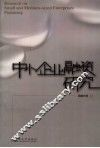 Research on
Small and Medium-sized Enterprises
Financing
中小企业融资
研究